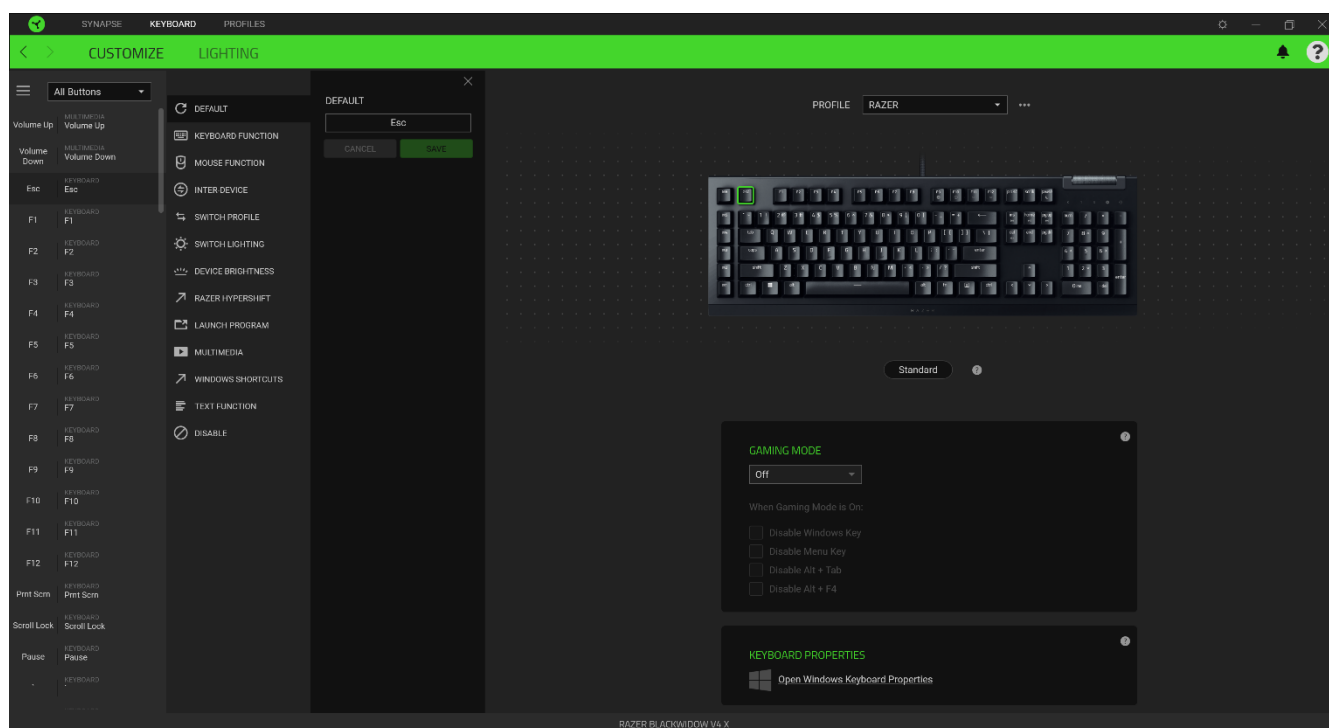 SYNAPSE KEYBOARD PROFILES
CUSTOMIZE LIGHTING
All Buttons
Volume Up MULTIMEDIA
Volume Up
Volume Down MULTIMEDIA
Volume Down
Esc KEYBOARD
Esc
F1 KEYBOARD
F1
F2 KEYBOARD
F2
F3 KEYBOARD
F3
F4 KEYBOARD
F4
F5 KEYBOARD
F5
F6 KEYBOARD
F6
F7 KEYBOARD
F7
F8 KEYBOARD
F8
F9 KEYBOARD
F9
F10 KEYBOARD
F10
F11 KEYBOARD
F11
F12 KEYBOARD
F12
Prnt Scrn KEYBOARD
Prnt Scrn
Scroll Lock KEYBOARD
Scroll Lock
Pause KEYBOARD
Pause
KEYBOARD
DEFAULT
KEYBOARD FUNCTION
MOUSE FUNCTION
INTER-DEVICE
SWITCH PROFILE
SWITCH LIGHTING
DEVICE BRIGHTNESS
RAZER HYPERSHIFT
LAUNCH PROGRAM
MULTIMEDIA
WINDOWS SHORTCUTS
TEXT FUNCTION
DISABLE
DEFAULT
Esc
CANCEL SAVE
PROFILE RAZER
Standard
GAMING MODE
Off
When Gaming Mode is On:
Disable Windows Key
Disable Menu Key
Disable Alt + Tab
Disable Alt + F4
KEYBOARD PROPERTIES
Open Windows Keyboard Properties
RAZER BLACKWIDOW V4 X